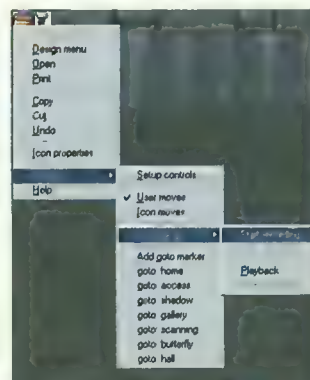 Design menu
Open
Print
Copy
Cut
Undo
Icon properties
Help
Setup controls
User moves
Icon moves
Add goto marker
goto home
goto access
goto shadow
goto gallery
goto scanning
goto butterfly
goto hall
Playback